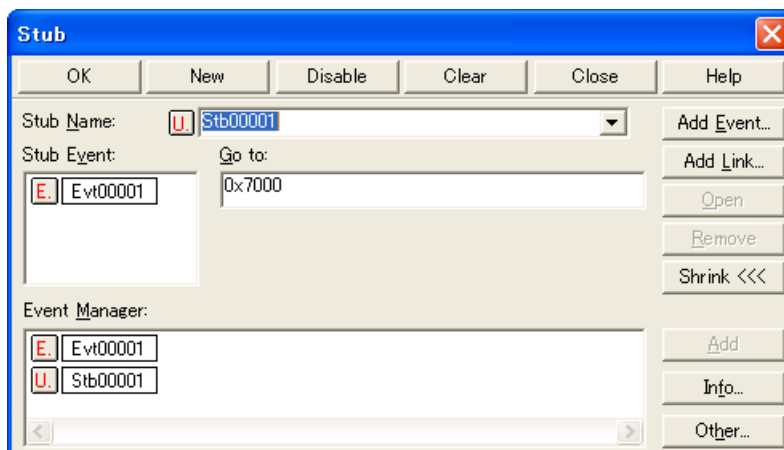 Stub
OK New Disable Clear Close Help
Stub Name: U. Stb00001 Add Event...
Stub Event: Go to: Add Link...
E. Evt00001 0x7000
Open
Remove
Shrink <<<
Event Manager:
E. Evt00001 Add
U. Stb00001 Info...
Other...